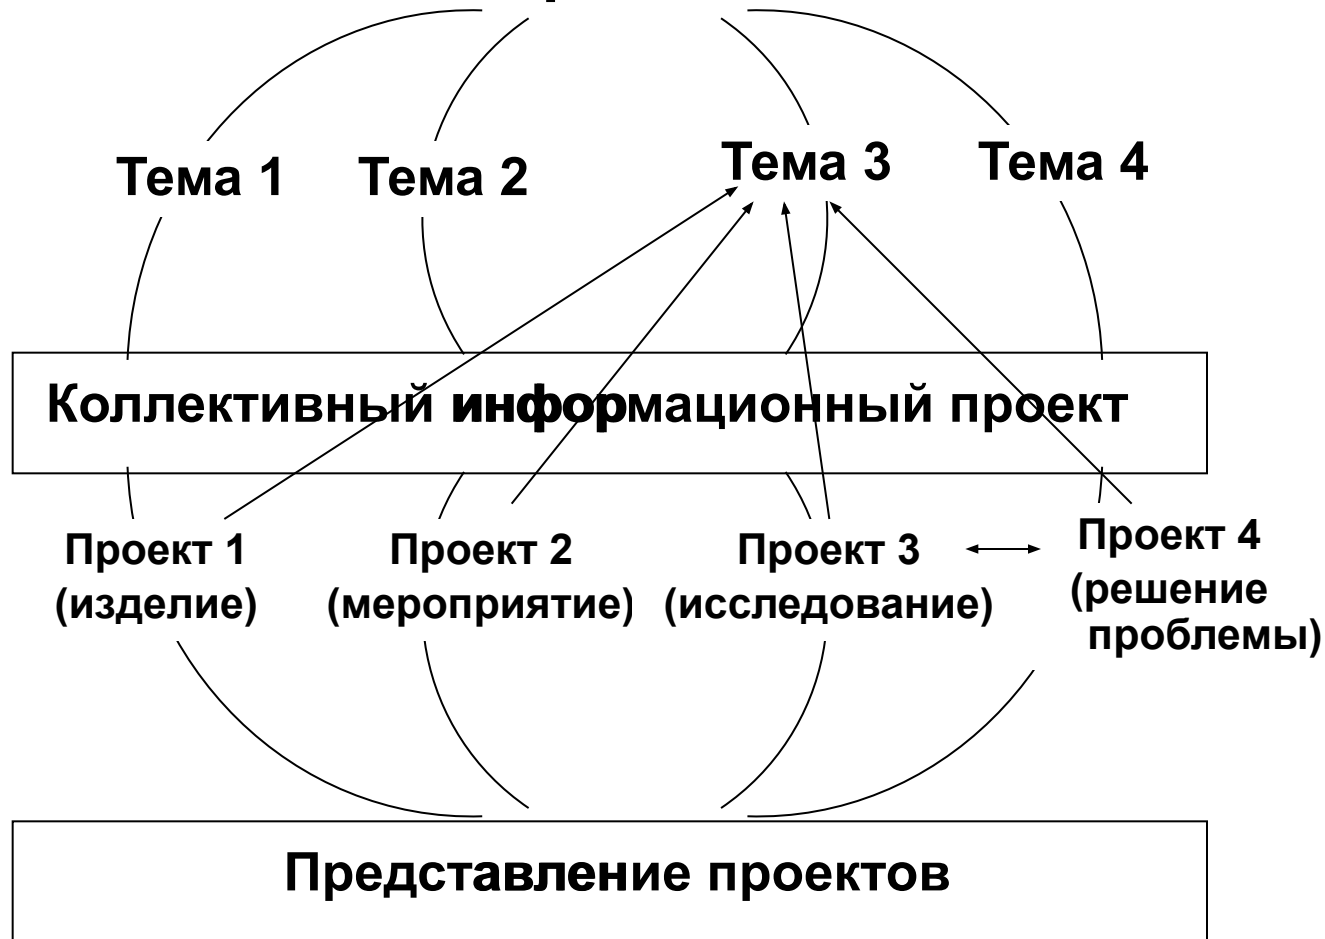 Тема 1
Тема 2
Тема 3
Тема 4
Коллективный информационный проект
Проект 1
(изделие)
Проект 2
(мероприятие)
Проект 3
(исследование)
Проект 4
(решение
проблемы)
Представление проектов